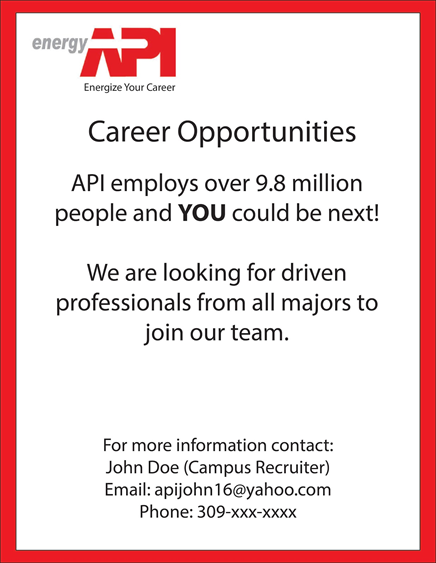 energy API
Energize Your Career
Career Opportunities
API employs over 9.8 million
people and YOU could be next!
We are looking for driven
professionals from all majors to
join our team.
For more information contact:
John Doe (Campus Recruiter)
Email: apijohn16@yahoo.com
Phone: 309-xxx-xxxx